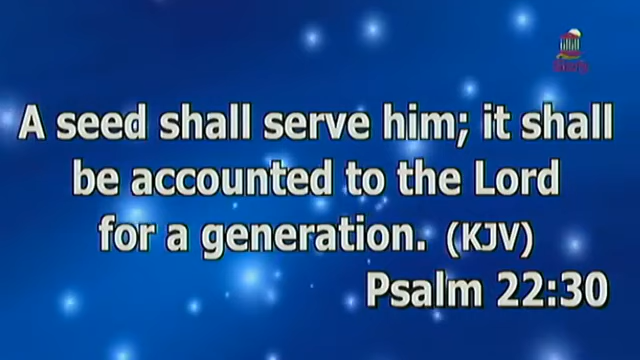 A seed shall serve him; it shall
be accounted to the Lord
for a generation. (KJV)
Psalm 22:30